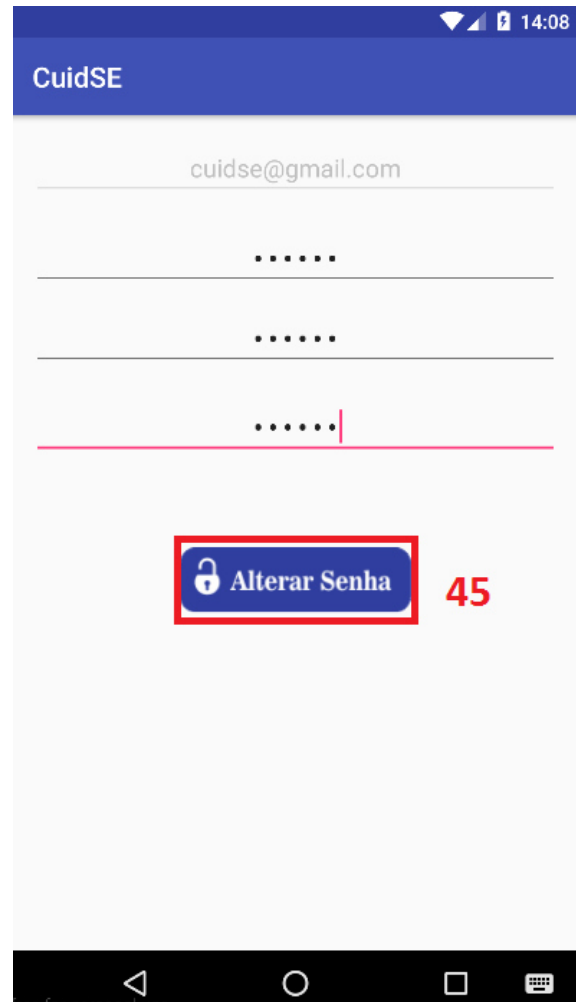 14:08
CuidSE
cuidse@gmail.com
••••••
••••••
••••••
Alterar Senha
45